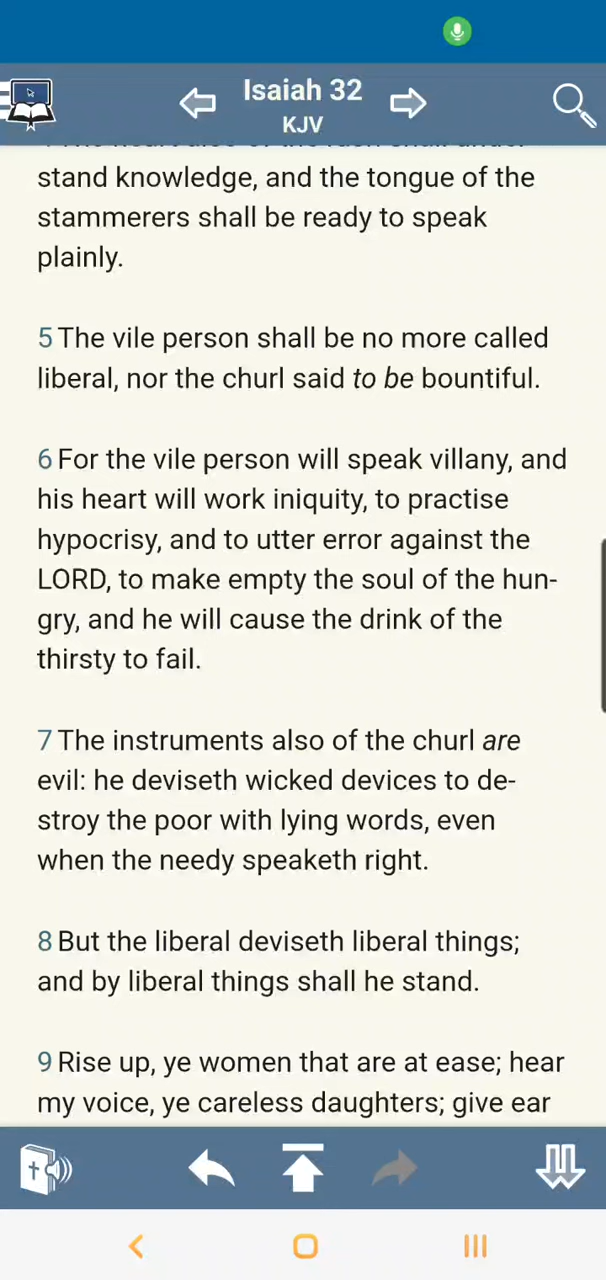 Isaiah 32
KJV
stand knowledge, and the tongue of the
stammerers shall be ready to speak
plainly.
5 The vile person shall be no more called
liberal, nor the churl said to be bountiful.
6 For the vile person will speak villany, and
his heart will work iniquity, to practise
hypocrisy, and to utter error against the
LORD, to make empty the soul of the hun-
gry, and he will cause the drink of the
thirsty to fail.
7 The instruments also of the churl are
evil: he deviseth wicked devices to de-
stroy the poor with lying words, even
when the needy speaketh right.
8 But the liberal deviseth liberal things;
and by liberal things shall he stand.
9 Rise up, ye women that are at ease; hear
my voice, ye careless daughters; give ear